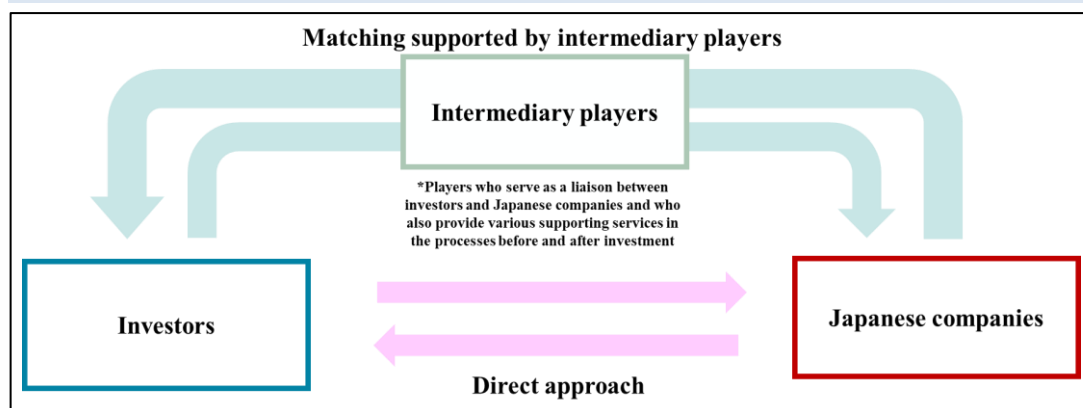 Matching supported by intermediary players
Intermediary players
*Players who serve as a liaison between
investors and Japanese companies and who
also provide various supporting services in
the processes before and after investment
Investors
Japanese companies
Direct approach